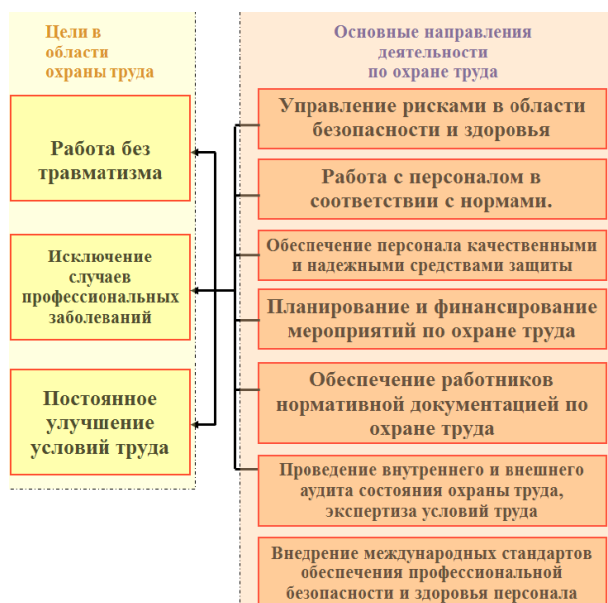 Цели в
области
охраны труда
Работа без
травматизма
Исключение
случаев
профессиональных
заболеваний
Постоянное
улучшение
условий труда
Основные направления
деятельности
по охране труда
Управление рисками в области
безопасности и здоровья
Работа с персоналом в
соответствии с нормами.
Обеспечение персонала качественными
и надежными средствами защиты
Планирование и финансирование
мероприятий по охране труда
Обеспечение работников
нормативной документацией по
охране труда
Проведение внутреннего и внешнего
аудита состояния охраны труда,
экспертиза условий труда
Внедрение международных стандартов
обеспечения профессиональной
безопасности и здоровья персонала